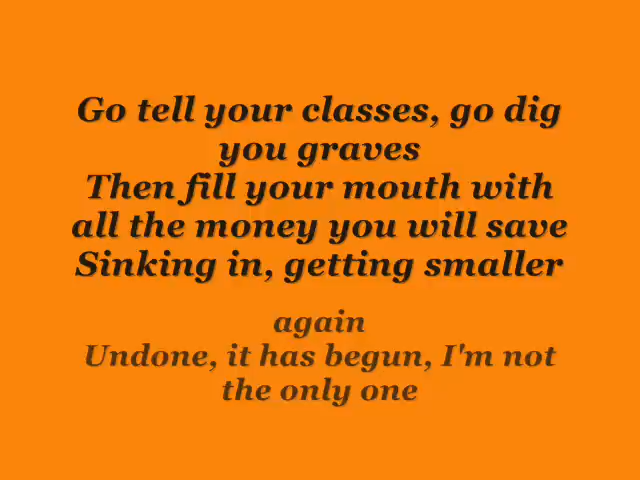 Go tell your classes, go dig
you graves
Then fill your mouth with
all the money you will save
Sinking in, getting smaller
again
Undone, it has begun, I'm not
the only one